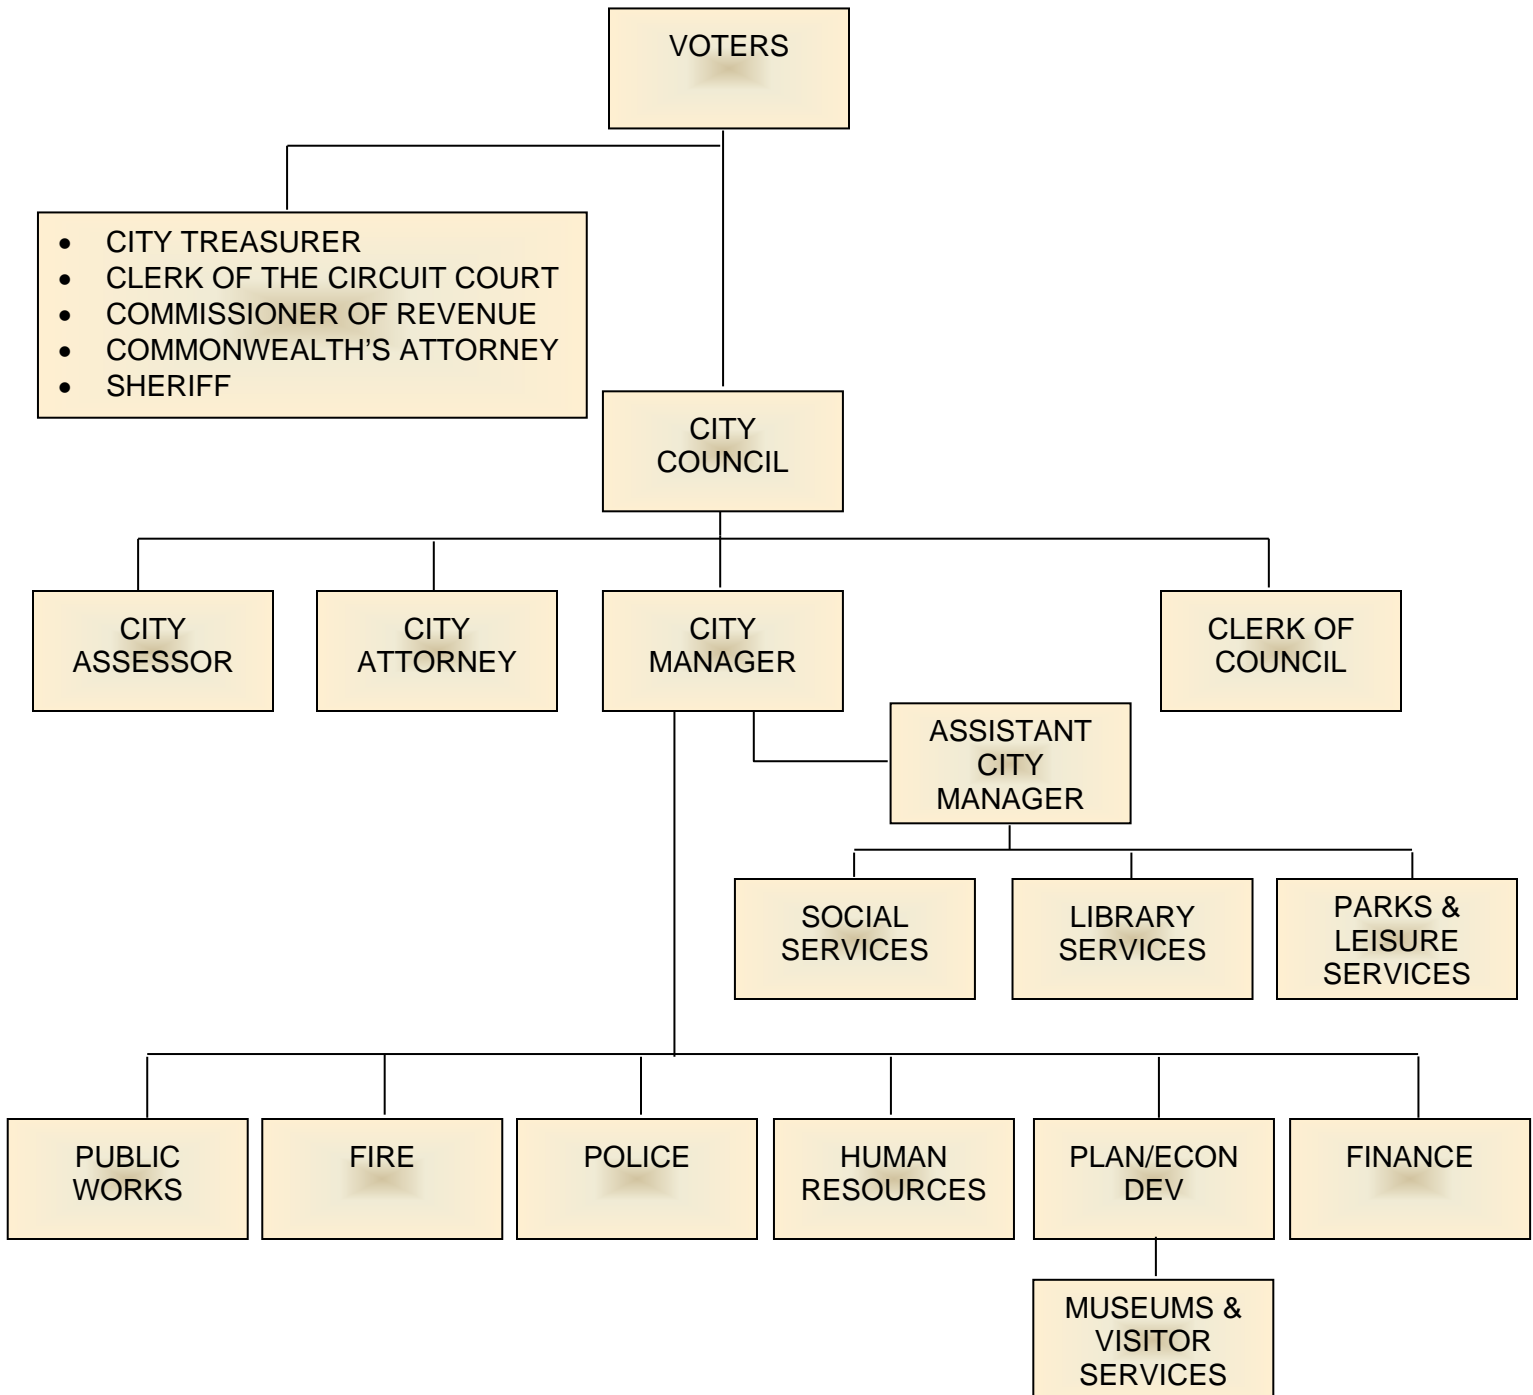 VOTERS
• CITY TREASURER
• CLERK OF THE CIRCUIT COURT
• COMMISSIONER OF REVENUE
• COMMONWEALTH’S ATTORNEY
• SHERIFF
CITY
COUNCIL
CITY
ASSESSOR
CITY
ATTORNEY
CITY
MANAGER
CLERK OF
COUNCIL
ASSISTANT
CITY
MANAGER
SOCIAL
SERVICES
LIBRARY
SERVICES
PARKS &
LEISURE
SERVICES
PUBLIC
WORKS
FIRE
POLICE
HUMAN
RESOURCES
PLAN/ECON
DEV
FINANCE
MUSEUMS &
VISITOR
SERVICES